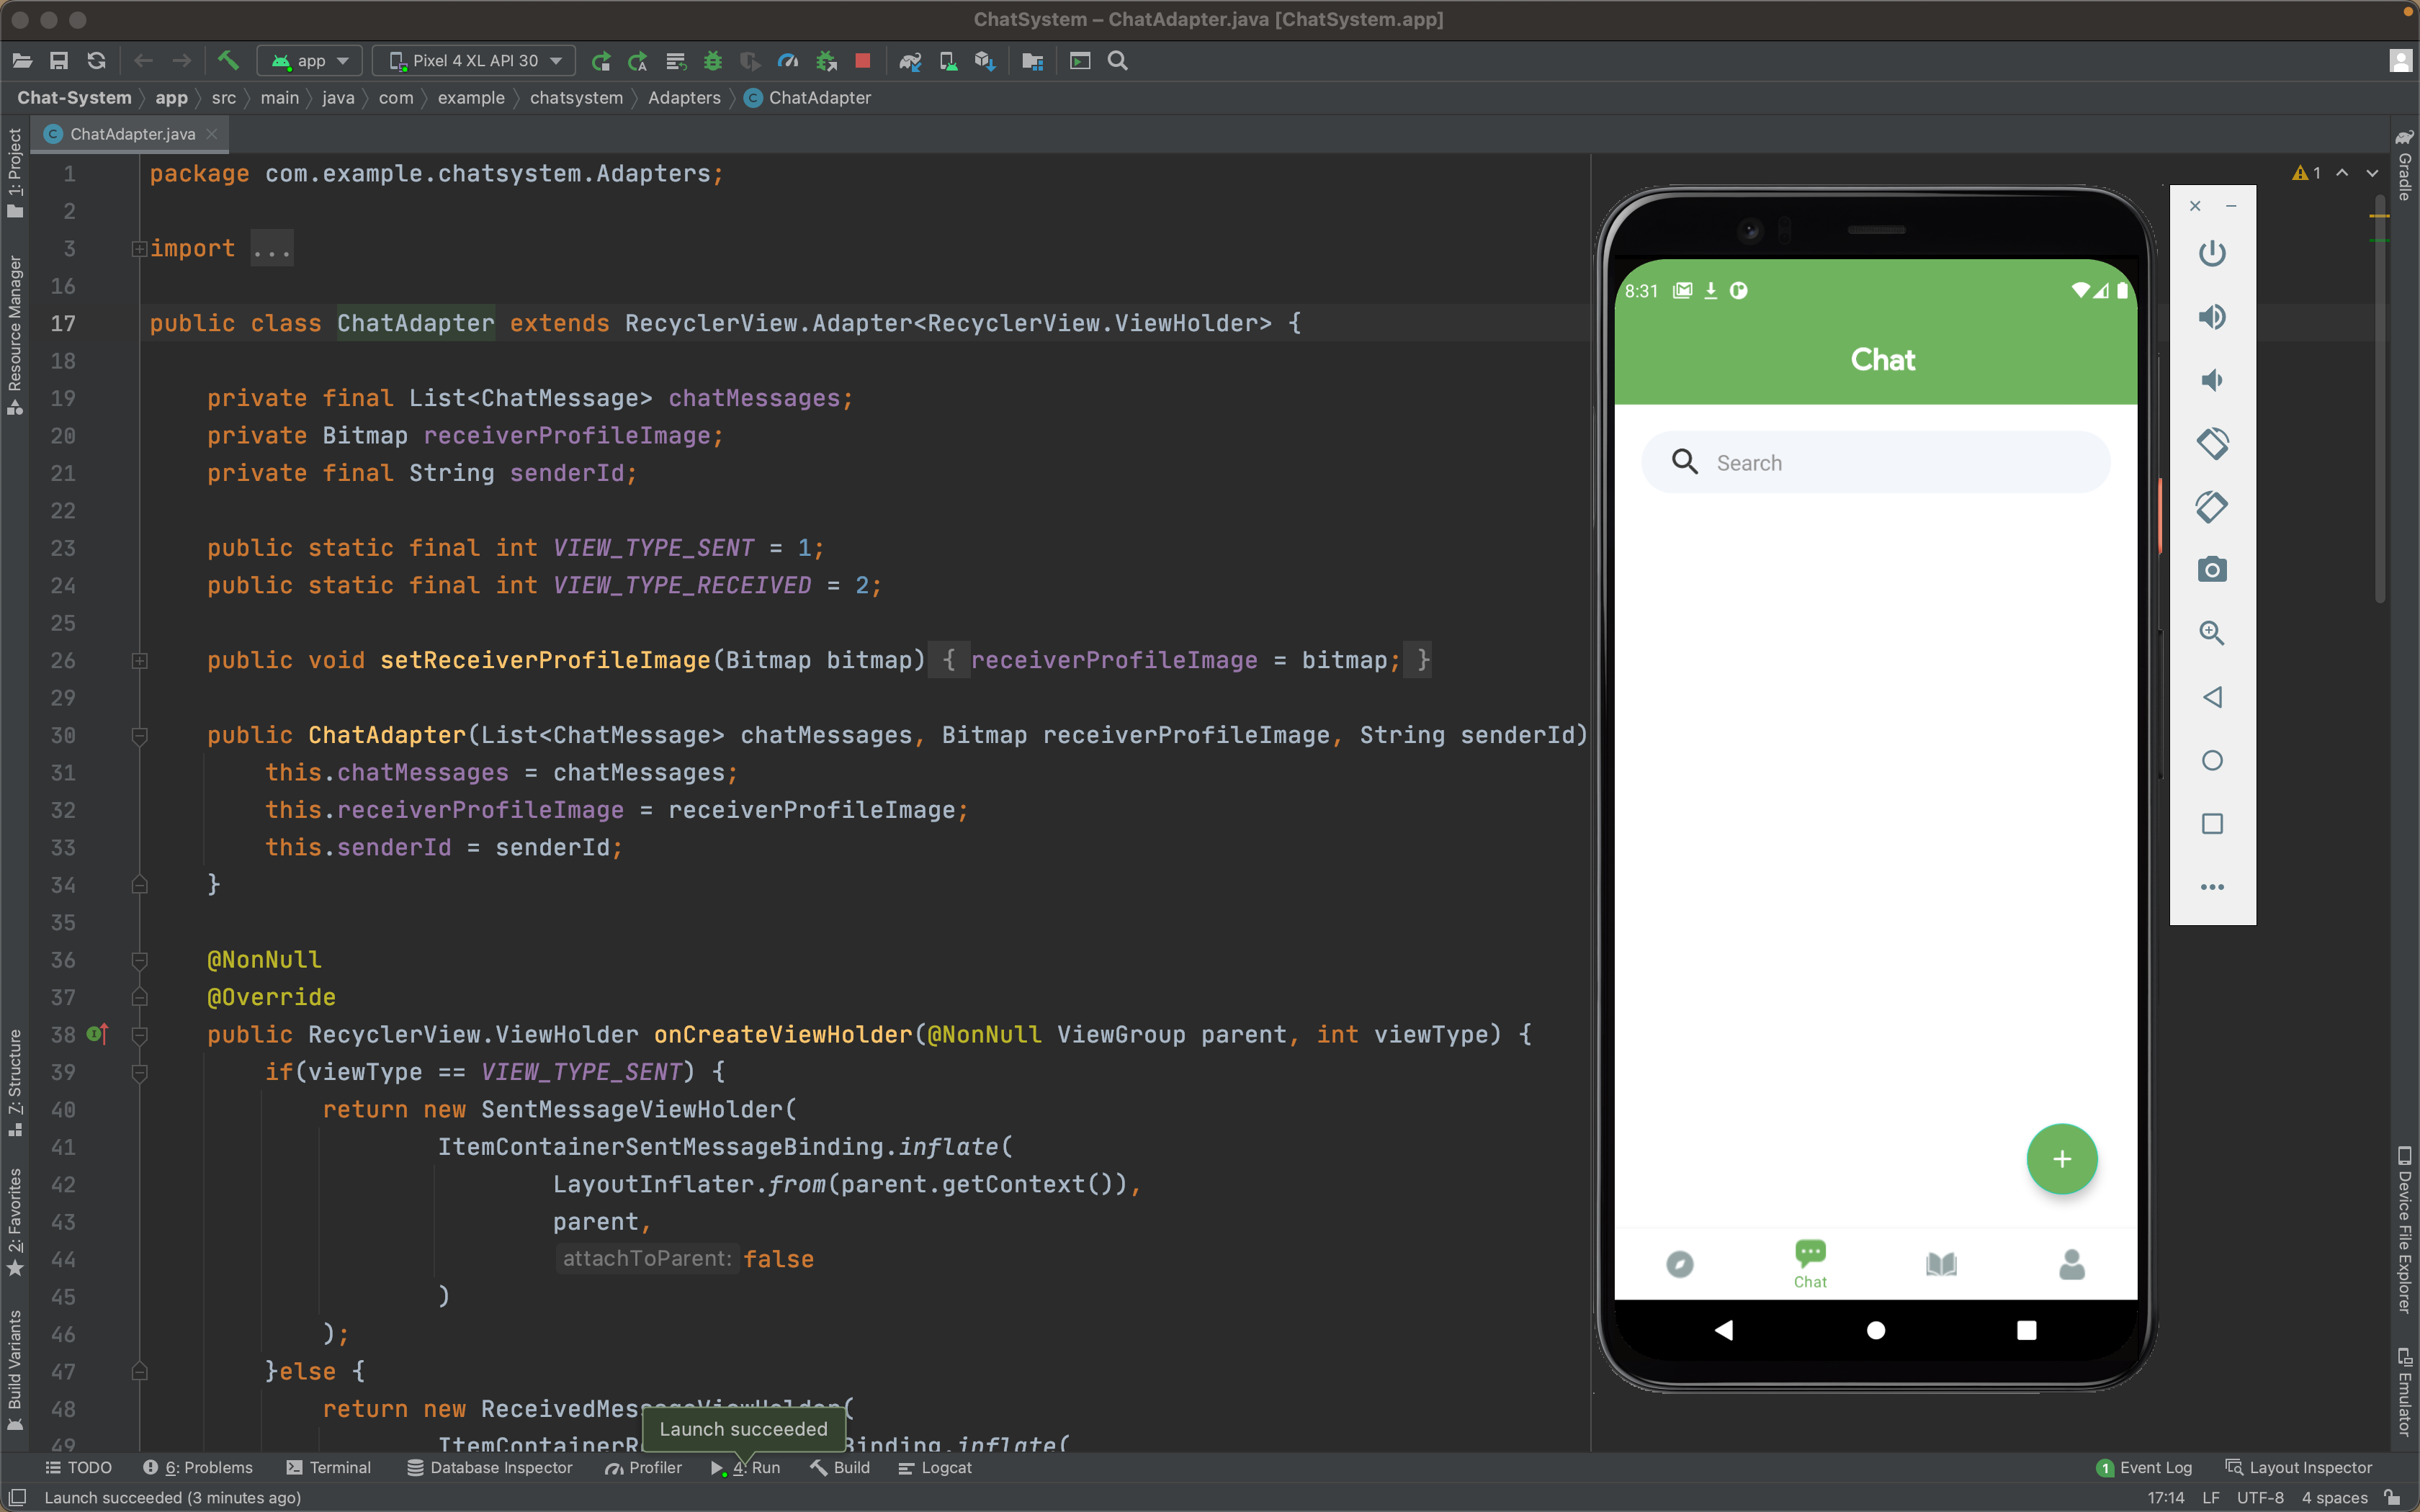 ChatSystem – ChatAdapter.java [ChatSystem.app]
app
Pixel 4 XL API 30
Chat-System app src main java com example chatsystem Adapters ChatAdapter
ChatAdapter.java
1: Project
Resource Manager
7: Structure
2: Favorites
Build Variants
1 package com.example.chatsystem.Adapters;
2
3 import ...
16
17 public class ChatAdapter extends RecyclerView.Adapter<RecyclerView.ViewHolder> {
18
19 private final List<ChatMessage> chatMessages;
20 private Bitmap receiverProfileImage;
21 private final String senderId;
22
23 public static final int VIEW_TYPE_SENT = 1;
24 public static final int VIEW_TYPE_RECEIVED = 2;
25
26 public void setReceiverProfileImage(Bitmap bitmap) { receiverProfileImage = bitmap; }
29
30 public ChatAdapter(List<ChatMessage> chatMessages, Bitmap receiverProfileImage, String senderId)
31 this.chatMessages = chatMessages;
32 this.receiverProfileImage = receiverProfileImage;
33 this.senderId = senderId;
34 }
35
36 @NonNull
37 @Override
38 public RecyclerView.ViewHolder onCreateViewHolder(@NonNull ViewGroup parent, int viewType) {
39 if(viewType == VIEW_TYPE_SENT) {
40 return new SentMessageViewHolder(
41 ItemContainerSentMessageBinding.inflate(
42 LayoutInflater.from(parent.getContext()),
43 parent,
44 attachToParent: false
45 )
46 );
47 }else {
48 return new ReceivedMessageViewHolder(
49 Binding.inflate(
1
8:31
Chat
Search
+
Chat
Gradle
Device File Explorer
Emulator
Launch succeeded
TODO 6: Problems Terminal Database Inspector Profiler 4: Run Build Logcat
1 Event Log Layout Inspector
Launch succeeded (3 minutes ago)
17:14 LF UTF-8 4 spaces